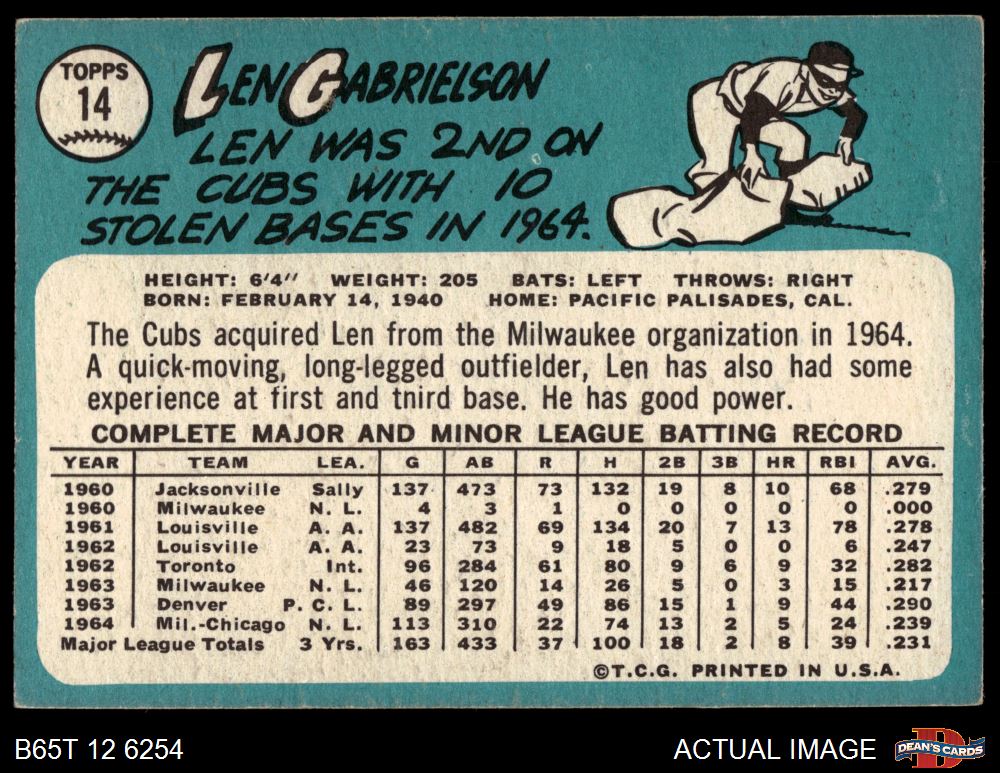 TOPPS
14
LEN GABRIELSON
LEN WAS 2ND ON
THE CUBS WITH 10
STOLEN BASES IN 1964.
HEIGHT: 6'4" WEIGHT: 205 BATS: LEFT THROWS: RIGHT
BORN: FEBRUARY 14, 1940 HOME: PACIFIC PALISADES, CAL.
The Cubs acquired Len from the Milwaukee organization in 1964.
A quick-moving, long-legged outfielder, Len has also had some
experience at first and tnird base. He has good power.
COMPLETE MAJOR AND MINOR LEAGUE BATTING RECORD
YEAR TEAM LEA. G AB R H 2B 3B HR RBI AVG.
1960 Jacksonville Sally 137 473 73 132 19 8 10 68 .279
1960 Milwaukee N. L. 4 3 1 0 0 0 0 0 .000
1961 Louisville A. A. 137 482 69 134 20 7 13 78 .278
1962 Louisville A. A. 23 73 9 18 5 0 0 6 .247
1962 Toronto Int. 96 284 61 80 9 6 9 32 .282
1963 Milwaukee N. L. 46 120 14 26 5 0 3 15 .217
1963 Denver P. C. L. 89 297 49 86 15 1 9 44 .290
1964 Mil.-Chicago N. L. 113 310 22 74 13 2 5 24 .239
Major League Totals 3 Yrs. 163 433 37 100 18 2 8 39 .231
©T.C.G. PRINTED IN U.S.A.
B65T 12 6254
ACTUAL IMAGE
D
DEAN'S CARDS